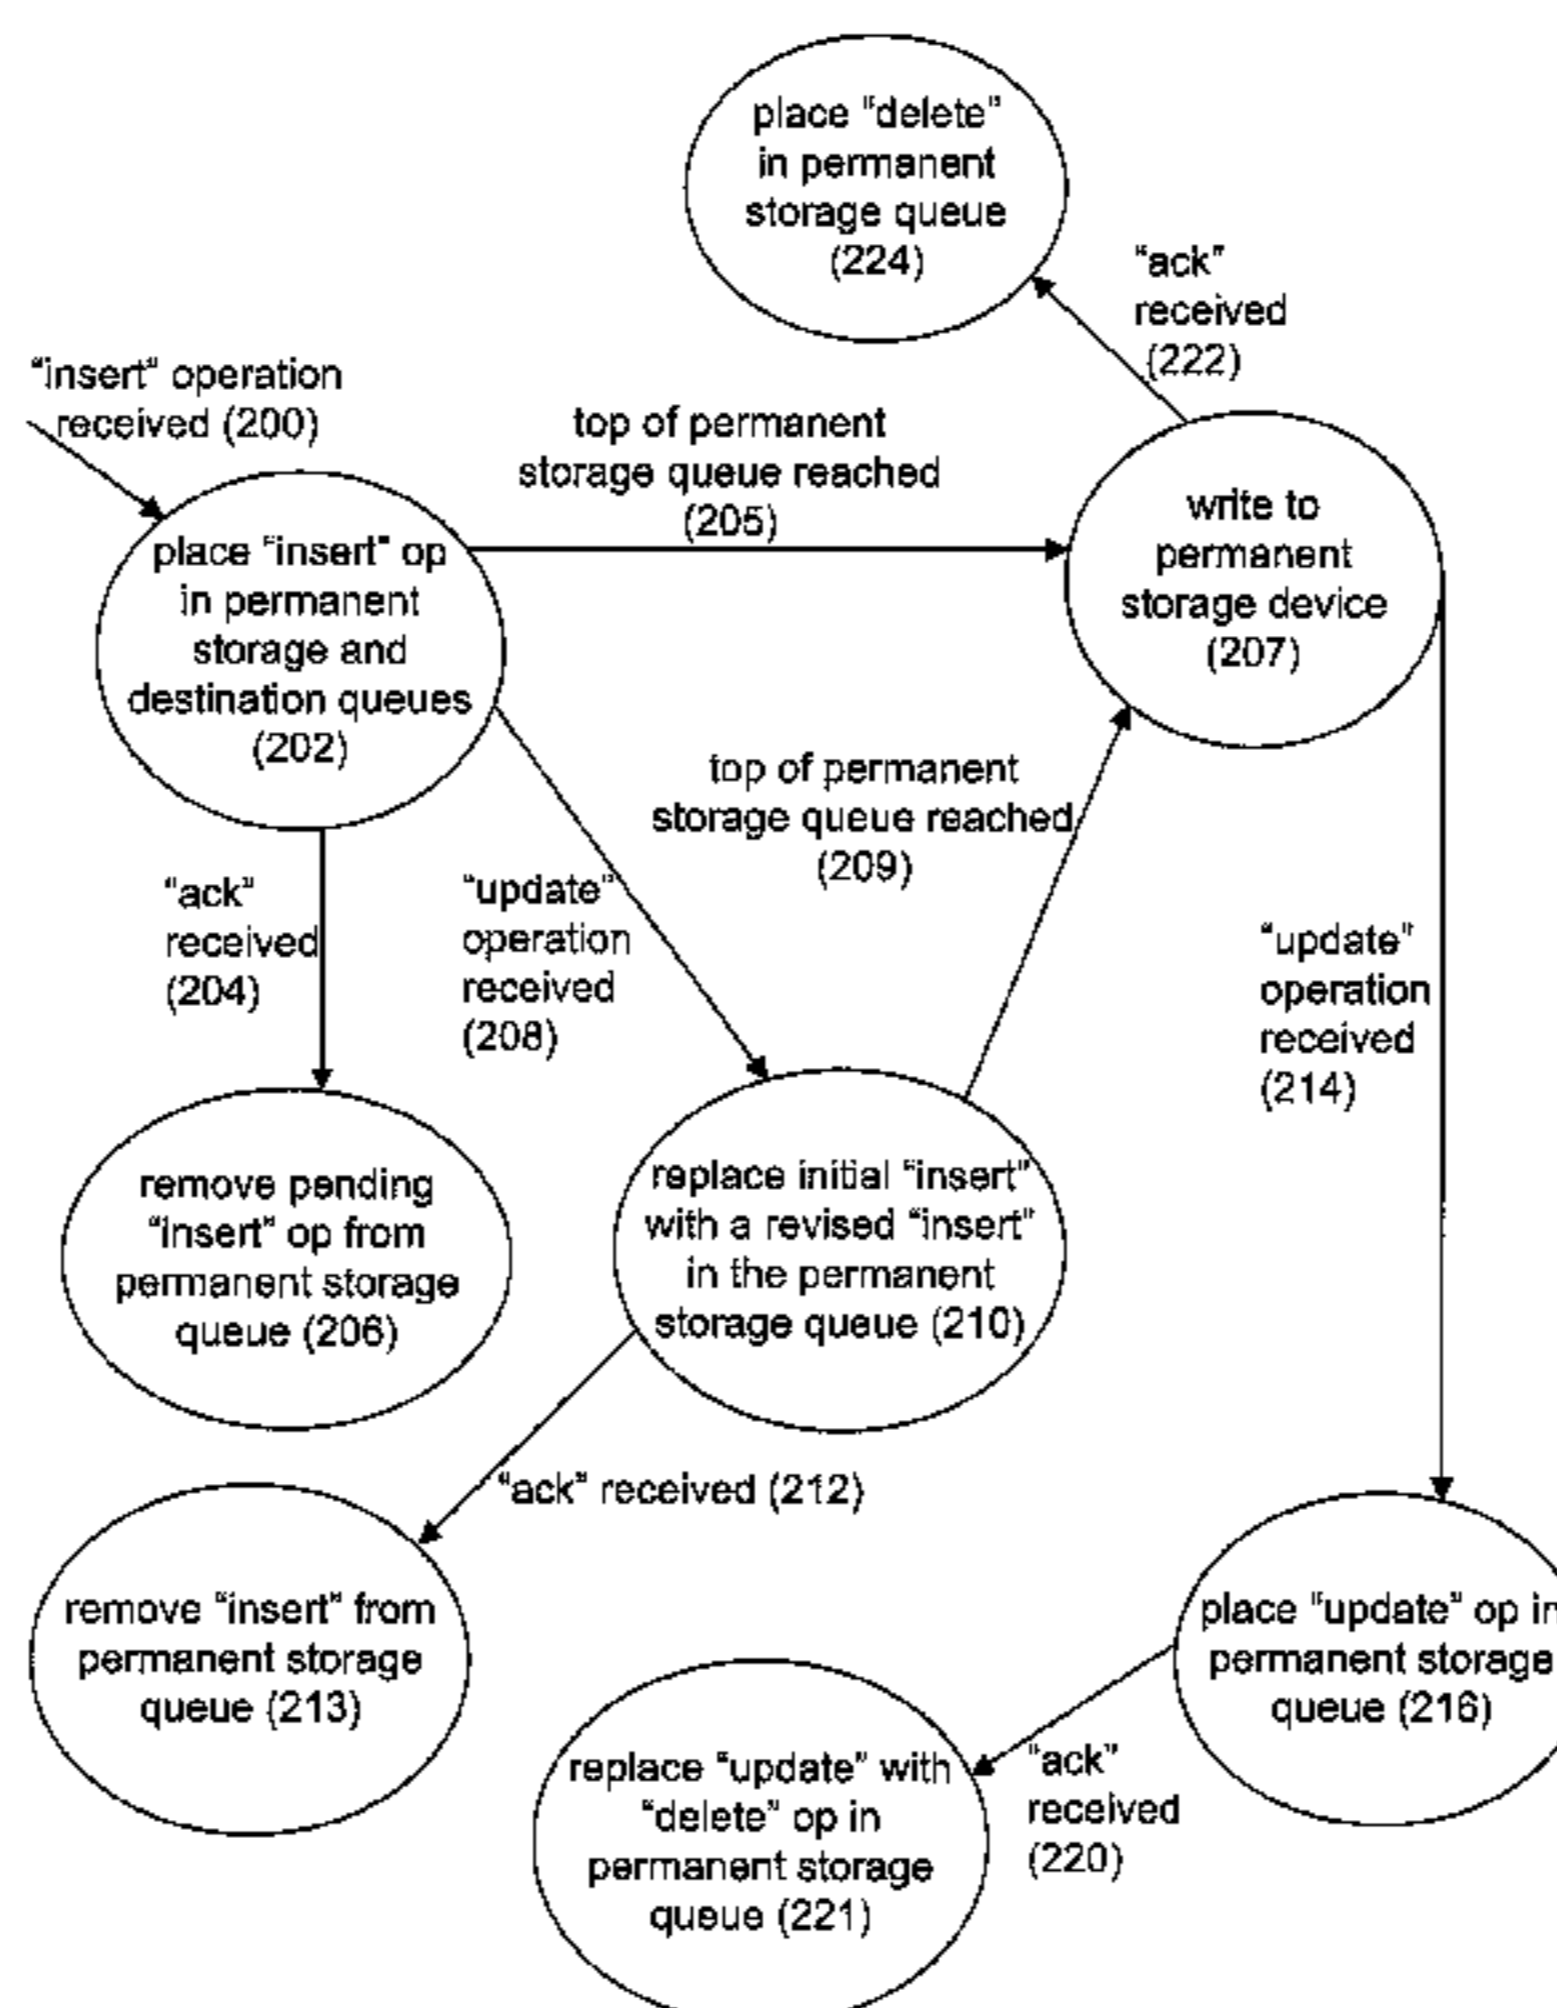 place "delete"
in permanent
storage queue
(224)
"ack"
received
(222)
"insert" operation
received (200)
top of permanent
storage queue reached
(205)
write to
permanent
storage device
(207)
place "insert" op
in permanent
storage and
destination queues
(202)
top of permanent
storage queue reached
(209)
"ack"
received
(204)
"update"
operation
received
(208)
"update"
operation
received
(214)
remove pending
"insert" op from
permanent storage
queue (206)
replace initial "insert"
with a revised "insert"
in the permanent
storage queue (210)
"ack" received (212)
remove "insert" from
permanent storage
queue (213)
place "update" op in
permanent storage
queue (216)
replace "update" with
"delete" op in
permanent storage
queue (221)
"ack"
received
(220)